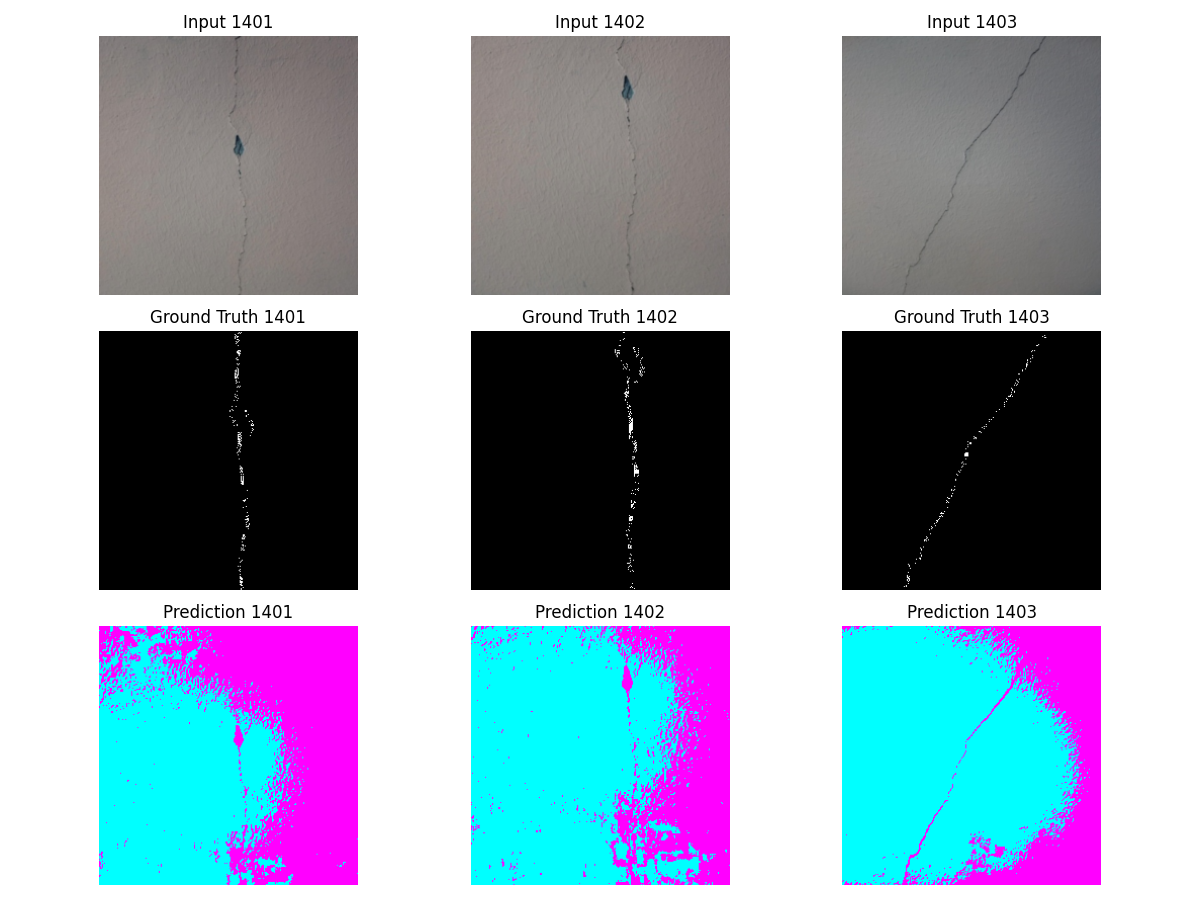 Input 1401
Input 1402
Input 1403
Ground Truth 1401
Ground Truth 1402
Ground Truth 1403
Prediction 1401
Prediction 1402
Prediction 1403